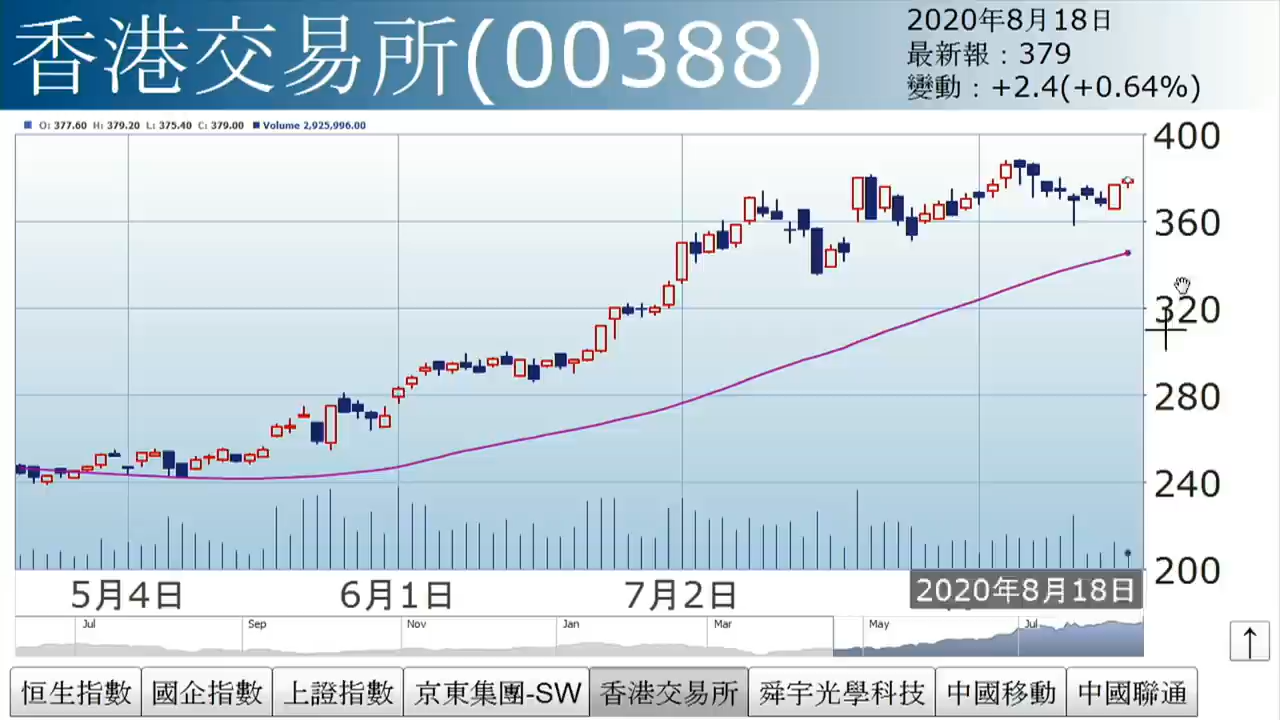 香港交易所(00388)
2020年8月18日
最新報：379
變動：+2.4(+0.64%)
O: 377.60 H: 379.20 L: 375.40 C: 379.00 Volume 2,925,996.00
400
360
320
280
240
200
5月4日 6月1日 7月2日 2020年8月18日
Jul Sep Nov Jan Mar May Jul
恒生指數 國企指數 上證指數 京東集團-SW 香港交易所 舜宇光學科技 中國移動 中國聯通